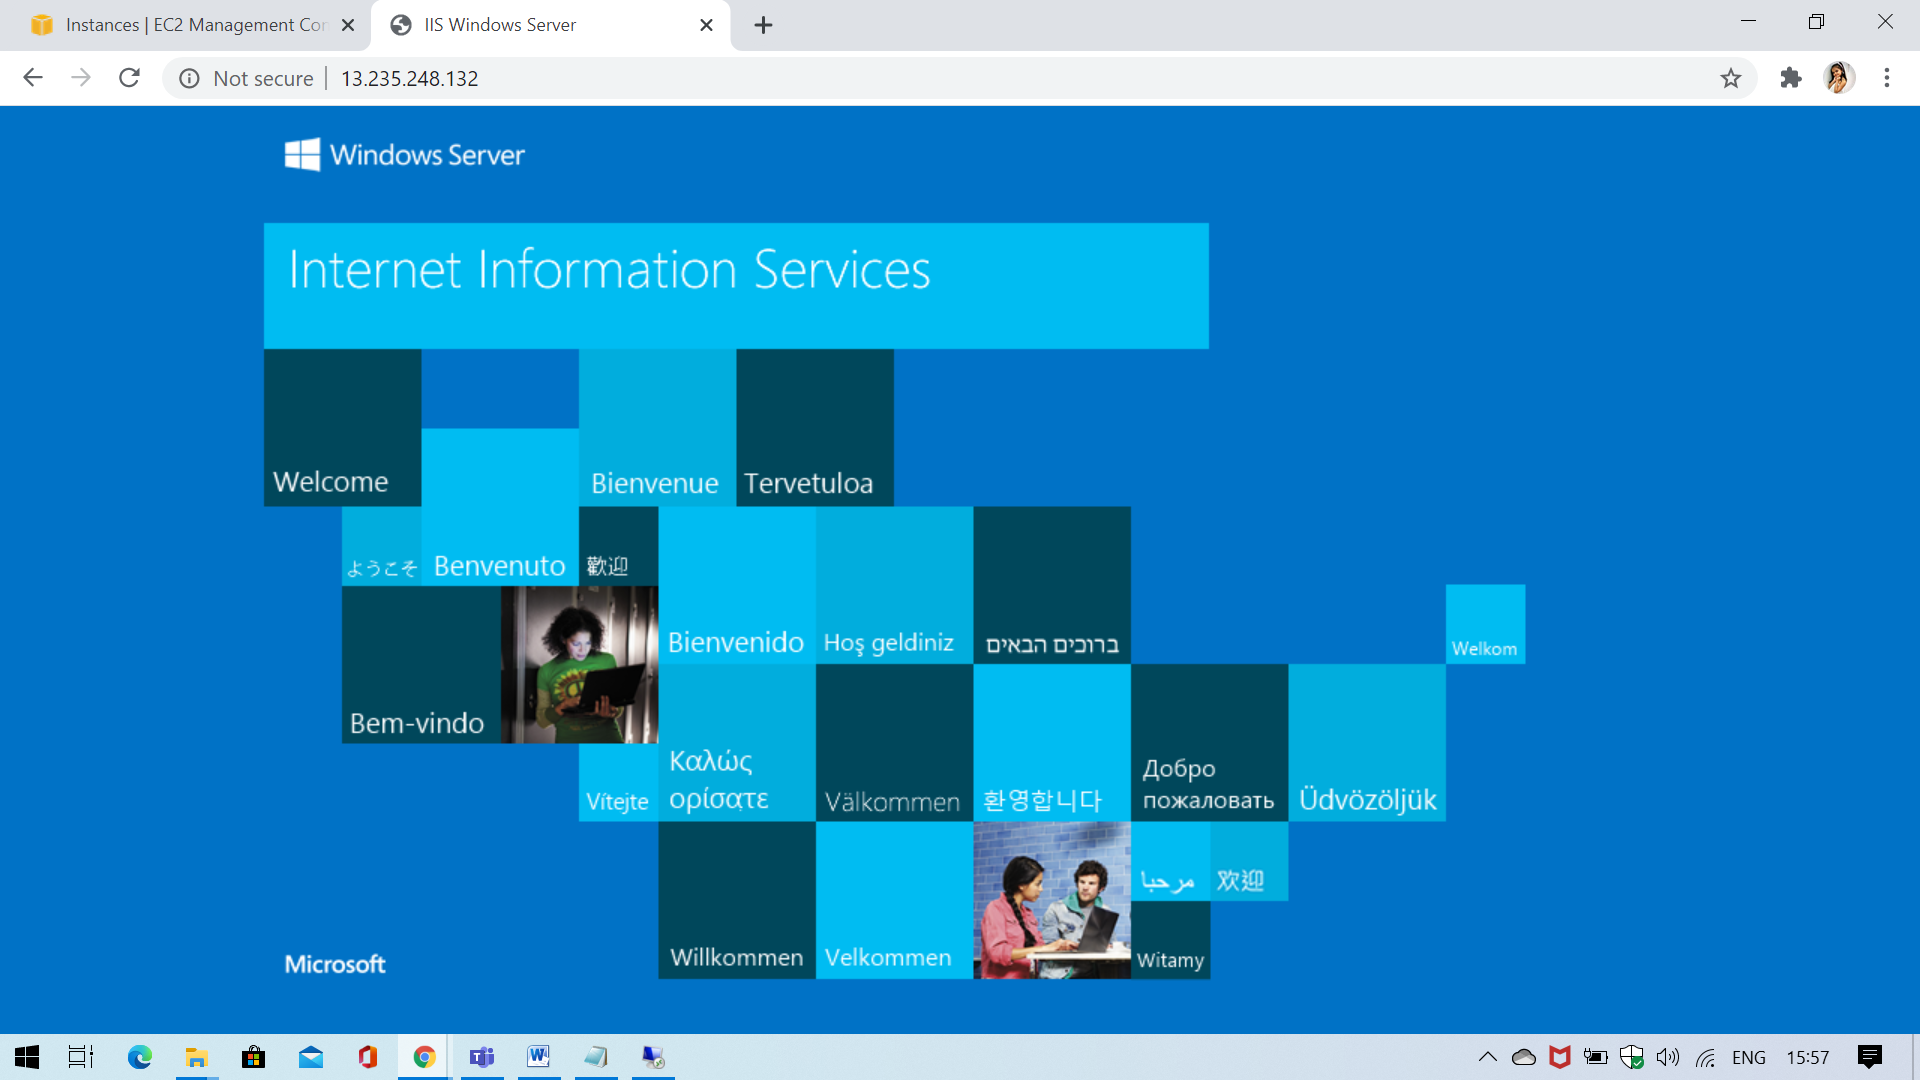 Instances | EC2 Management Con
IIS Windows Server
Not secure
13.235.248.132
Windows Server
Internet Information Services
Welcome
Bienvenue
Tervetuloa
ようこそ
Benvenuto
歡迎
Bienvenido
Hoş geldiniz
ברוכים הבאים
Welkom
Bem-vindo
Vítejte
Καλώς
ορίσατε
Välkommen
환영합니다
Добро
пожаловать
Üdvözöljük
Willkommen
Velkommen
مرحبا
欢迎
Witamy
Microsoft
ENG
15:57